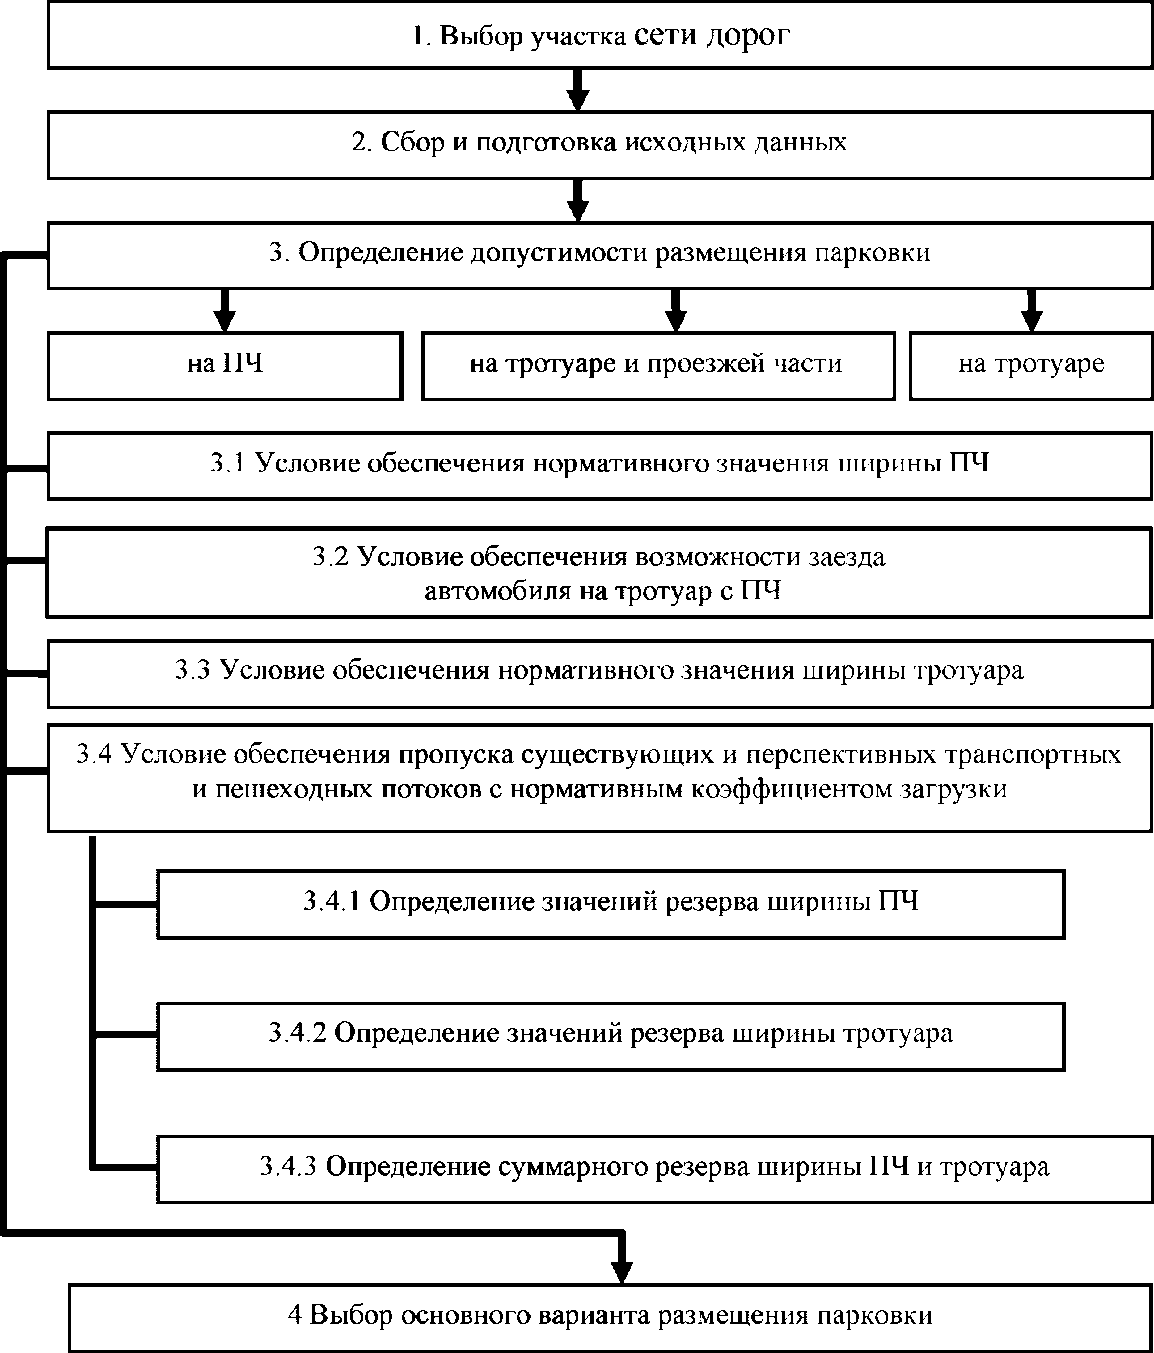 1. Выбор участка сети дорог
2. Сбор и подготовка исходных данных
3. Определение допустимости размещения парковки
на ПЧ
на тротуаре и проезжей части
на тротуаре
3.1 Условие обеспечения нормативного значения ширины ПЧ
3.2 Условие обеспечения возможности заезда
автомобиля на тротуар с ПЧ
3.3 Условие обеспечения нормативного значения ширины тротуара
3.4 Условие обеспечения пропуска существующих и перспективных транспортных
и пешеходных потоков с нормативным коэффициентом загрузки
3.4.1 Определение значений резерва ширины ПЧ
3.4.2 Определение значений резерва ширины тротуара
3.4.3 Определение суммарного резерва ширины ПЧ и тротуара
4 Выбор основного варианта размещения парковки